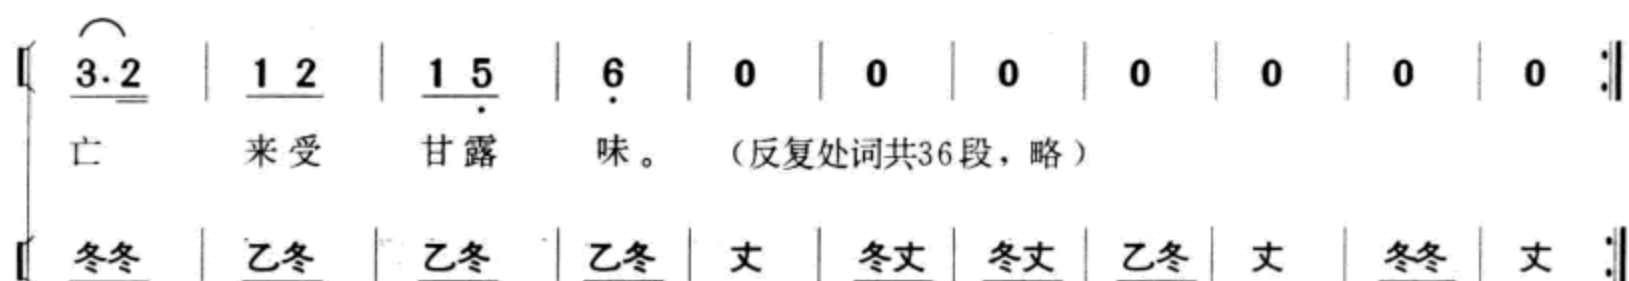 3·2 | 1 2 | 1 5̣ | 6̣ | 0 | 0 | 0 | 0 | 0 | 0 | 0 :‖
亡 来受 甘露 味。 （反复处词共36段，略）
冬冬 | 乙冬 | 乙冬 | 乙冬 | 丈 | 冬丈 | 冬丈 | 乙冬 | 丈 | 冬冬 | 丈 :‖